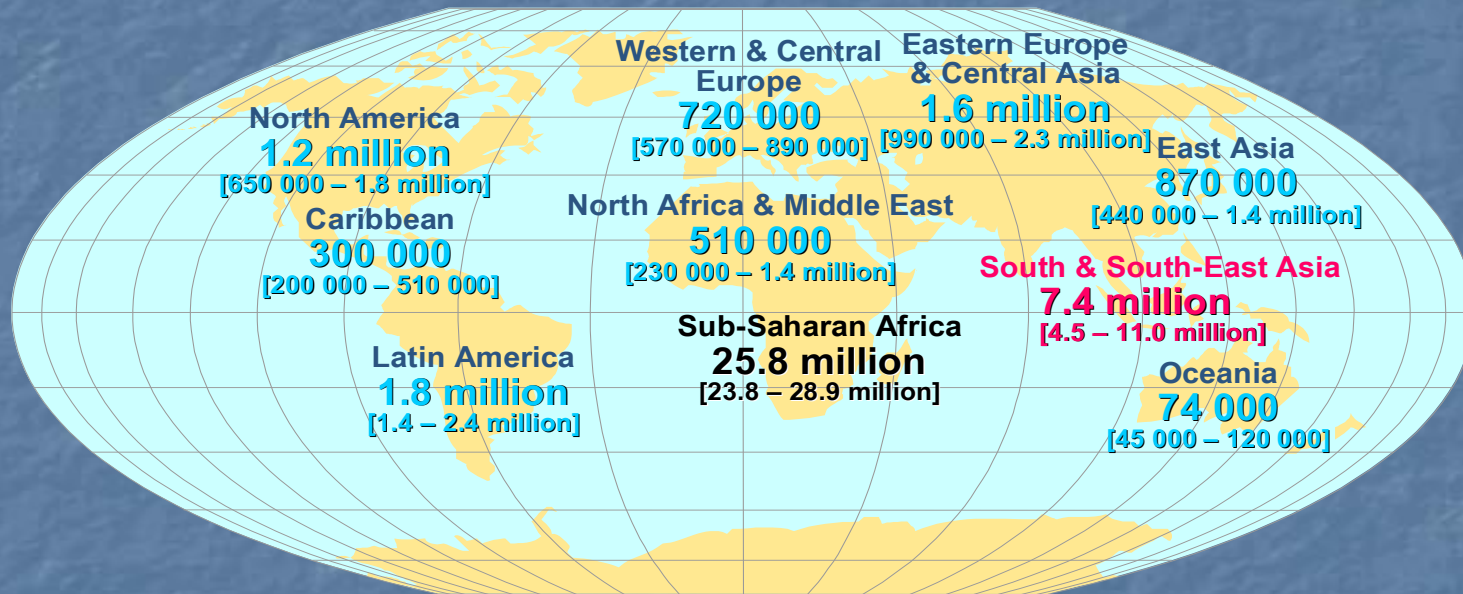 Western & Central
Europe
720 000
[570 000 – 890 000]
Eastern Europe
& Central Asia
1.6 million
[990 000 – 2.3 million]
North America
1.2 million
[650 000 – 1.8 million]
East Asia
870 000
[440 000 – 1.4 million]
Caribbean
300 000
[200 000 – 510 000]
North Africa & Middle East
510 000
[230 000 – 1.4 million]
South & South-East Asia
7.4 million
[4.5 – 11.0 million]
Sub-Saharan Africa
25.8 million
[23.8 – 28.9 million]
Latin America
1.8 million
[1.4 – 2.4 million]
Oceania
74 000
[45 000 – 120 000]